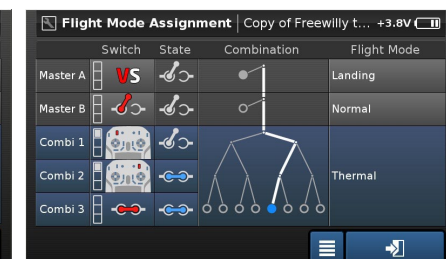 Flight Mode Assignment Copy of Freewilly t... +3.8V
Switch State Combination Flight Mode
Master A VS Landing
Master B Normal
Combi 1
Combi 2 Thermal
Combi 3